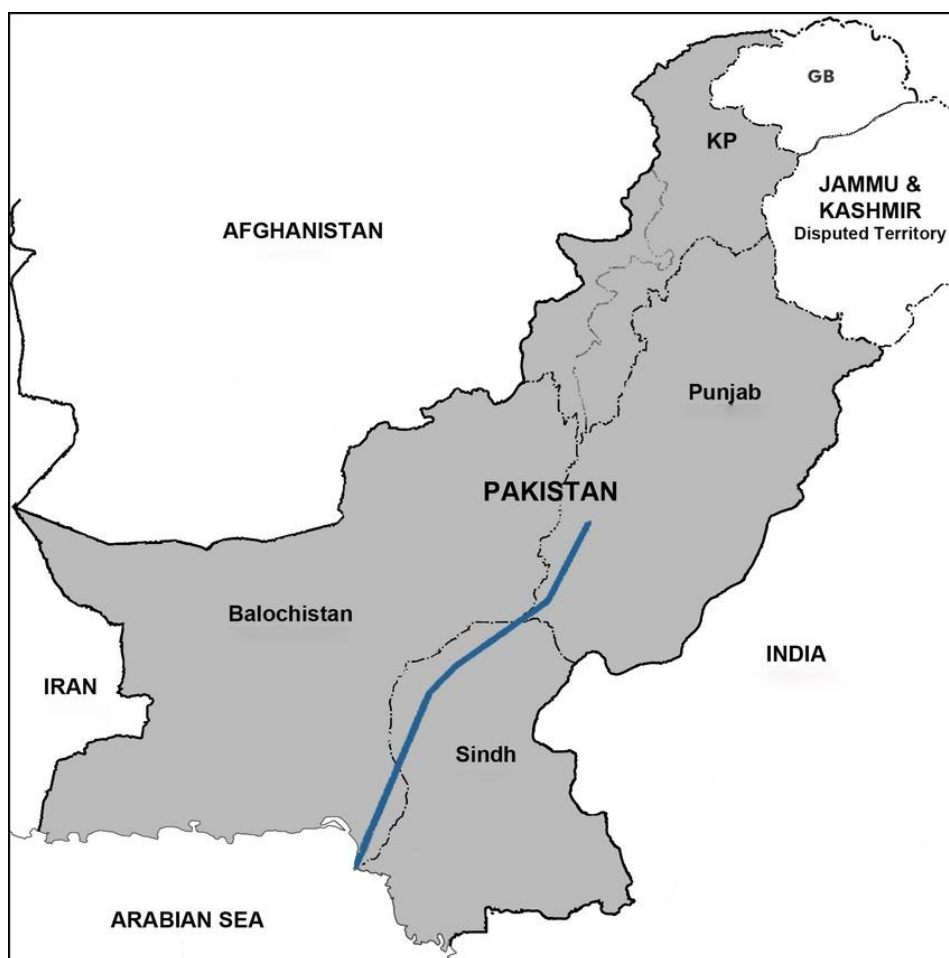 GB
KP
JAMMU &
KASHMIR
Disputed Territory
AFGHANISTAN
Punjab
PAKISTAN
Balochistan
INDIA
IRAN
Sindh
ARABIAN SEA